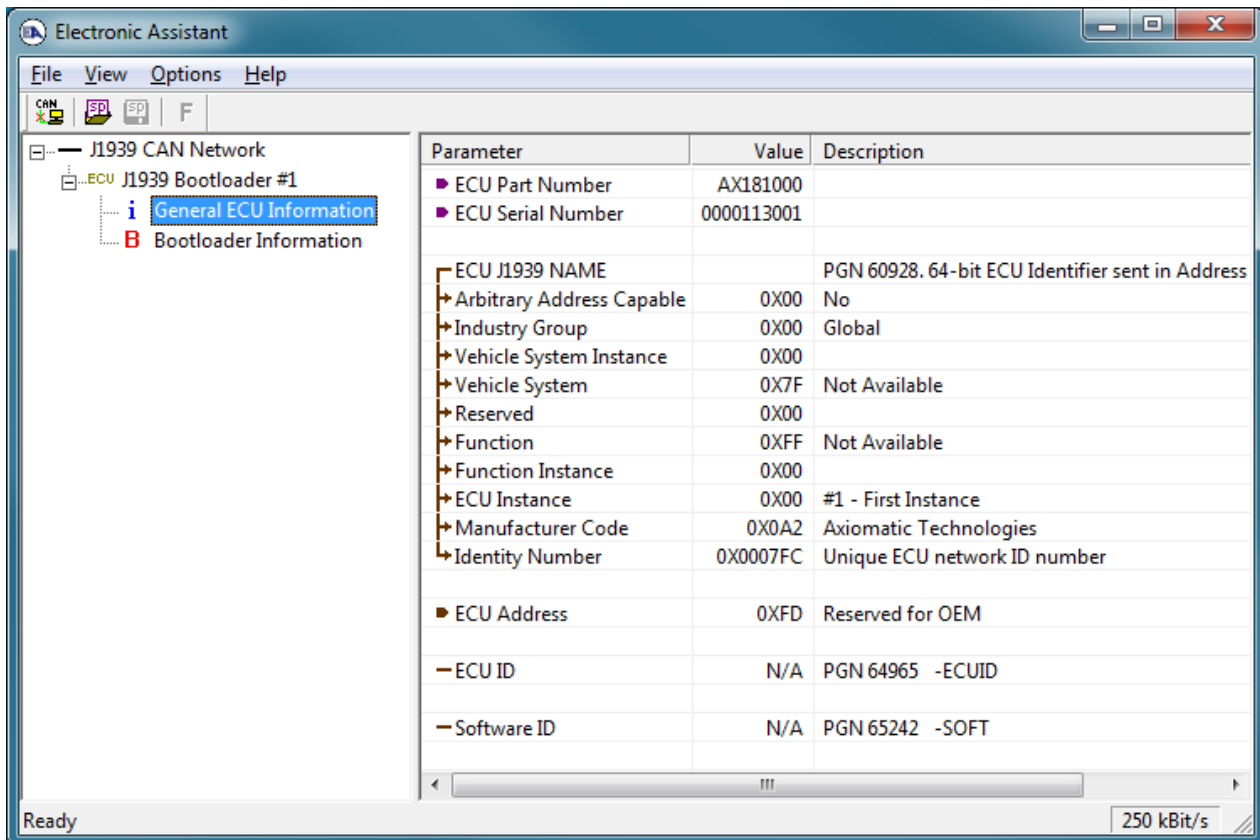 Electronic Assistant
File View Options Help
CAN SP SP F
J1939 CAN Network
ECU J1939 Bootloader #1
i General ECU Information
B Bootloader Information
Parameter Value Description
ECU Part Number AX181000
ECU Serial Number 0000113001
ECU J1939 NAME PGN 60928. 64-bit ECU Identifier sent in Address
Arbitrary Address Capable 0X00 No
Industry Group 0X00 Global
Vehicle System Instance 0X00
Vehicle System 0X7F Not Available
Reserved 0X00
Function 0XFF Not Available
Function Instance 0X00
ECU Instance 0X00 #1 - First Instance
Manufacturer Code 0X0A2 Axiomatic Technologies
Identity Number 0X0007FC Unique ECU network ID number
ECU Address 0XFD Reserved for OEM
ECU ID N/A PGN 64965 -ECUID
Software ID N/A PGN 65242 -SOFT
Ready 250 kBit/s